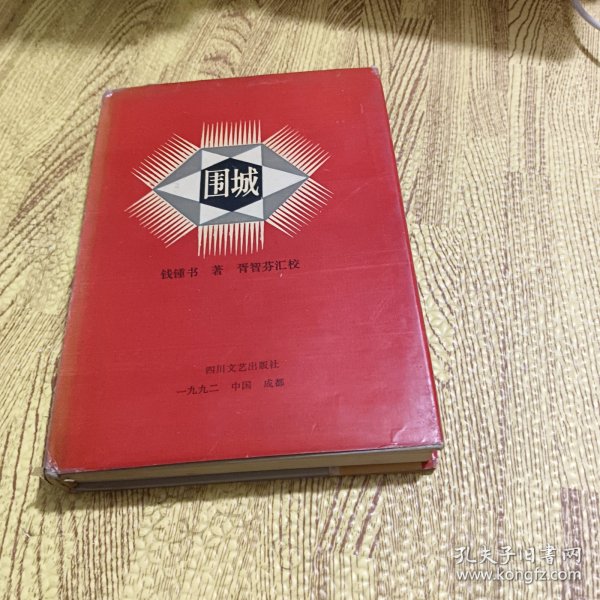 围城
钱锺书 著 胥智芬汇校
四川文艺出版社
一九九二 中国 成都
孔夫子旧书网
www.kongfz.com